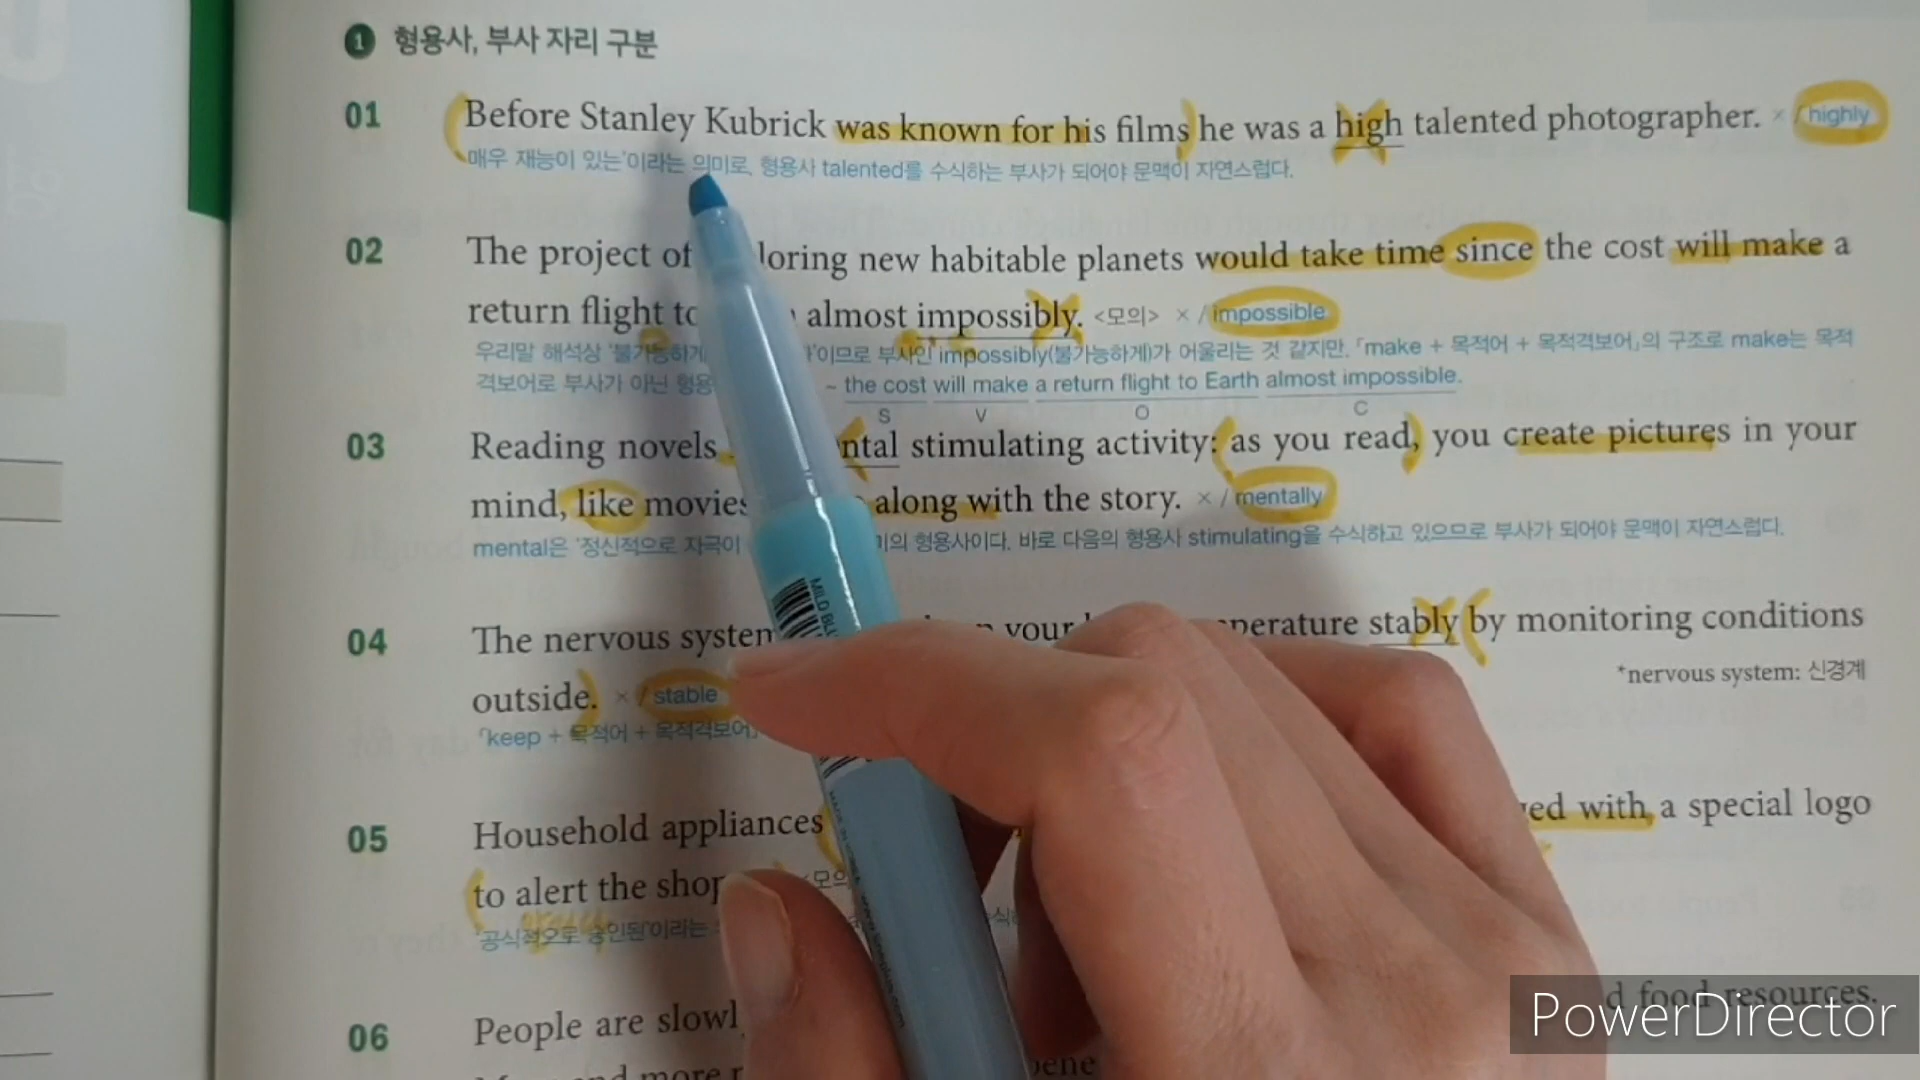 1 형용사, 부사 자리 구분
01 Before Stanley Kubrick was known for his films he was a high talented photographer. × / highly
매우 재능이 있는'이라는 의미로, 형용사 talented를 수식하는 부사가 되어야 문맥이 자연스럽다.
02 The project of loring new habitable planets would take time since the cost will make a
return flight to almost impossibly. <모의> × / impossible
우리말 해석상 '불가능하게 '이므로 부사인 impossibly(불가능하게)가 어울리는 것 같지만, 「make + 목적어 + 목적격보어」의 구조로 make는 목적
격보어로 부사가 아닌 형용 ~ the cost will make a return flight to Earth almost impossible.
S V O C
03 Reading novels ntal stimulating activity: as you read, you create pictures in your
mind, like movies along with the story. × / mentally
mental은 '정신적으로 자극이 의 형용사이다. 바로 다음의 형용사 stimulating을 수식하고 있으므로 부사가 되어야 문맥이 자연스럽다.
04 The nervous system your perature stably by monitoring conditions
outside. × / stable
*nervous system: 신경계
「keep + 목적어 + 목적격보어」
05 Household appliances ed with a special logo
to alert the shop <모의
'공식적으로 승인된'이라는
06 People are slowl d food resources.
and more
MILD BLU
PowerDirector